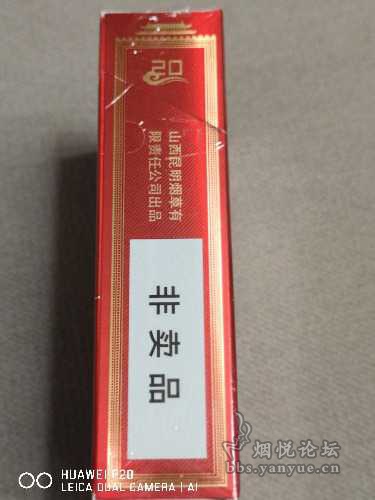 山西昆明烟草有
限责任公司出品
非卖品
HUAWEI P20
LEICA DUAL CAMERA | AI
烟悦论坛
bbs.yanyue.cn